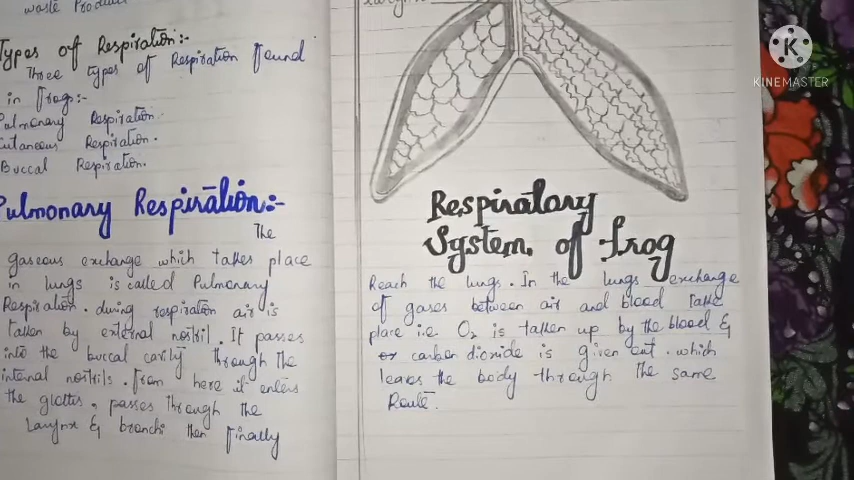 waste Product
Types of Respiration:-
Three types of Respiration found
in frog:-
Pulmonary Respiration.
Cutaneous Respiration.
Buccal Respiration.
Pulmonary Respiration:-
The
gaseous exchange which takes place
in lungs is called Pulmonary
Respiration. during respiration air is
taken by external nostril. It passes
into the buccal cavity through the
internal nostrils. from here it enters
the glottis, passes through the
Larynx & bronchi then finally
Respiratory
System of frog
Reach the lungs. In the lungs exchange
of gases between air and blood take
place i.e O2 is taken up by the blood &
or carbon dioxide is given out. which
leaves the body through the same
Route.
KINEMASTER